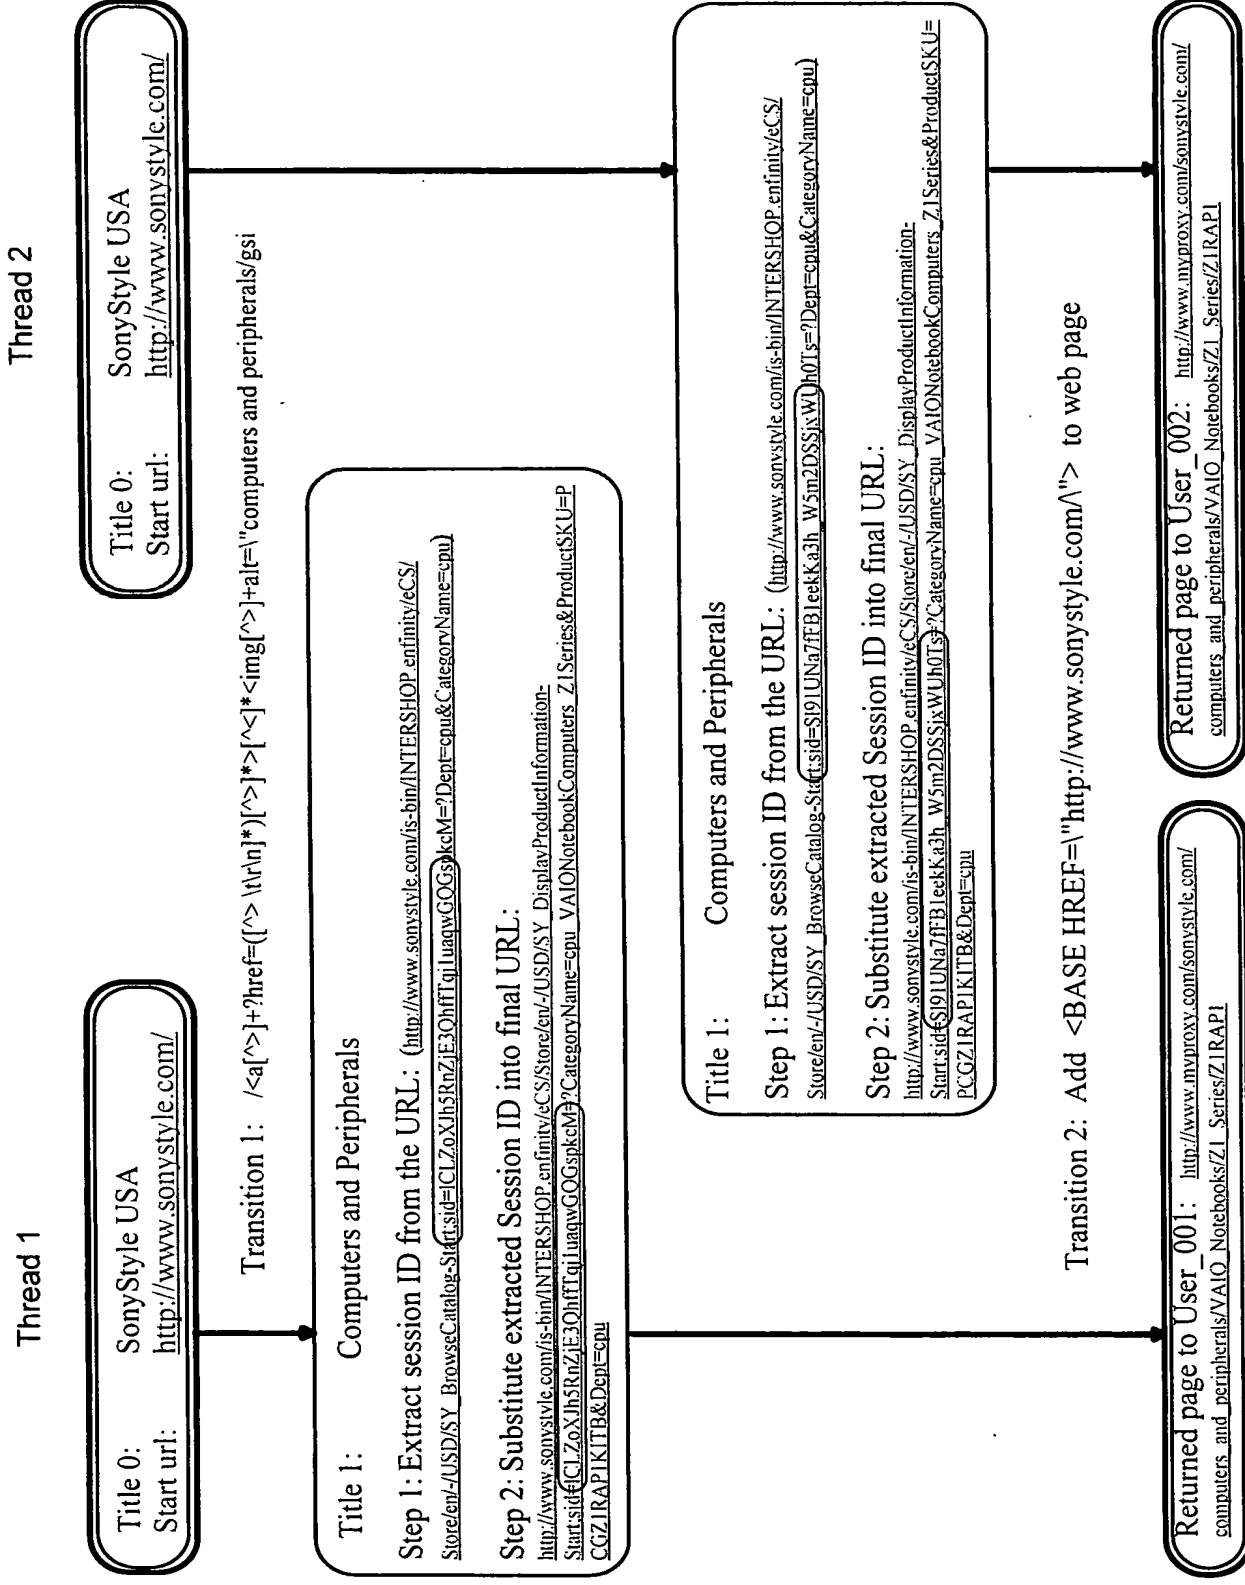 Thread 1
Thread 2
Title 0: SonyStyle USA
Start url: http://www.sonystyle.com/
Title 0: SonyStyle USA
Start url: http://www.sonystyle.com/
Transition 1: /<a[^>]+?href=([^> \t\r\n]*)[^>]*>[^<]*<img[^>]+alt=\"computers and peripherals/gsi
Title 1: Computers and Peripherals
Step 1: Extract session ID from the URL: (http://www.sonystyle.com/is-bin/INTERSHOP.enfinity/eCS/
Store/en/-/USD/SY_BrowseCatalog-Start;sid=ICLZoXJh5RnZjE3QhffTqj1uaqwGOGspkcM=?Dept=cpu&CategoryName=cpu)
Step 2: Substitute extracted Session ID into final URL:
http://www.sonystyle.com/is-bin/INTERSHOP.enfinity/eCS/Store/en/-/USD/SY_DisplayProductInformation-
Start;sid=ICLZoXJh5RnZjE3QhffTqj1uaqwGOGspkcM=?CategoryName=cpu_VAIONotebookComputers_Z1Series&ProductSKU=P
CGZ1RAP1KITB&Dept=cpu
Title 1: Computers and Peripherals
Step 1: Extract session ID from the URL: (http://www.sonystyle.com/is-bin/INTERSHOP.enfinity/eCS/
Store/en/-/USD/SY_BrowseCatalog-Start;sid=SI91UNa7fFB1eekKa3h_W5m2DSSjxWUh0Ts=?Dept=cpu&CategoryName=cpu)
Step 2: Substitute extracted Session ID into final URL:
http://www.sonystyle.com/is-bin/INTERSHOP.enfinity/eCS/Store/en/-/USD/SY_DisplayProductInformation-
Start;sid=SI91UNa7fFB1eekKa3h_W5m2DSSjxWUh0Ts=?CategoryName=cpu_VAIONotebookComputers_Z1Series&ProductSKU=
PCGZ1RAP1KITB&Dept=cpu
Transition 2: Add <BASE HREF=\"http://www.sonystyle.com/\"> to web page
Returned page to User_001: http://www.myproxy.com/sonystyle.com/
computers_and_peripherals/VAIO_Notebooks/Z1_Series/Z1RAP1
Returned page to User_002: http://www.myproxy.com/sonystyle.com/
computers_and_peripherals/VAIO_Notebooks/Z1_Series/Z1RAP1